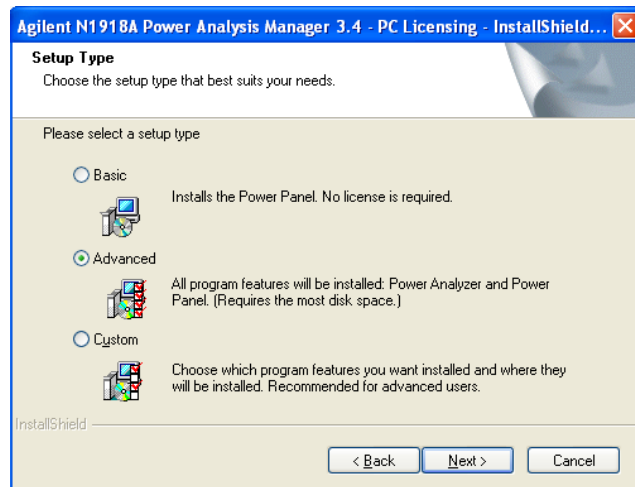 Agilent N1918A Power Analysis Manager 3.4 - PC Licensing - InstallShield...
Setup Type
Choose the setup type that best suits your needs.
Please select a setup type
Basic
Installs the Power Panel. No license is required.
Advanced
All program features will be installed: Power Analyzer and Power
Panel. (Requires the most disk space.)
Custom
Choose which program features you want installed and where they
will be installed. Recommended for advanced users.
InstallShield
< Back
Next >
Cancel